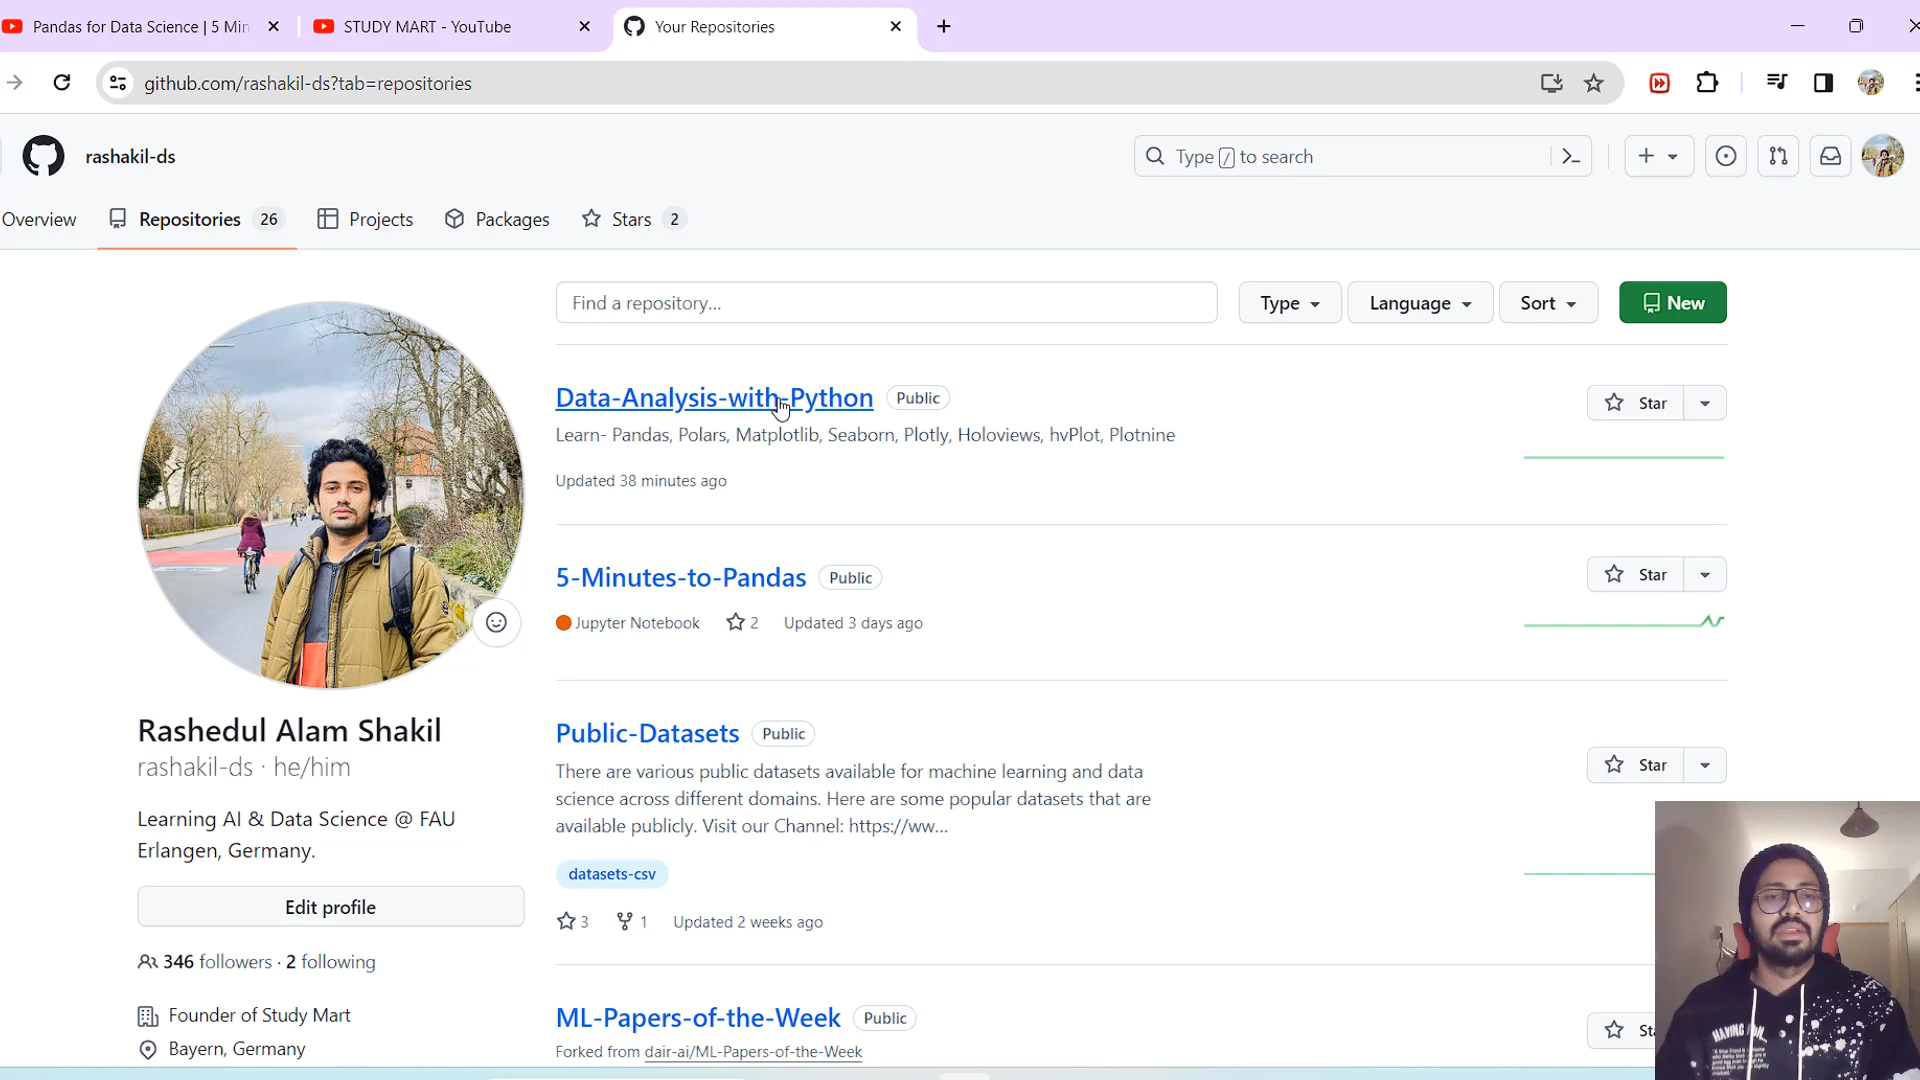 Pandas for Data Science | 5 Min
STUDY MART - YouTube
Your Repositories
github.com/rashakil-ds?tab=repositories
rashakil-ds
Type / to search
Overview
Repositories 26
Projects
Packages
Stars 2
Find a repository...
Type
Language
Sort
New
Data-Analysis-with-Python Public
Star
Learn- Pandas, Polars, Matplotlib, Seaborn, Plotly, Holoviews, hvPlot, Plotnine
Updated 38 minutes ago
5-Minutes-to-Pandas Public
Star
Jupyter Notebook 2 Updated 3 days ago
Public-Datasets Public
Star
There are various public datasets available for machine learning and data
science across different domains. Here are some popular datasets that are
available publicly. Visit our Channel: https://ww...
datasets-csv
3 1 Updated 2 weeks ago
ML-Papers-of-the-Week Public
Forked from dair-ai/ML-Papers-of-the-Week
Rashedul Alam Shakil
rashakil-ds · he/him
Learning AI & Data Science @ FAU
Erlangen, Germany.
Edit profile
346 followers · 2 following
Founder of Study Mart
Bayern, Germany